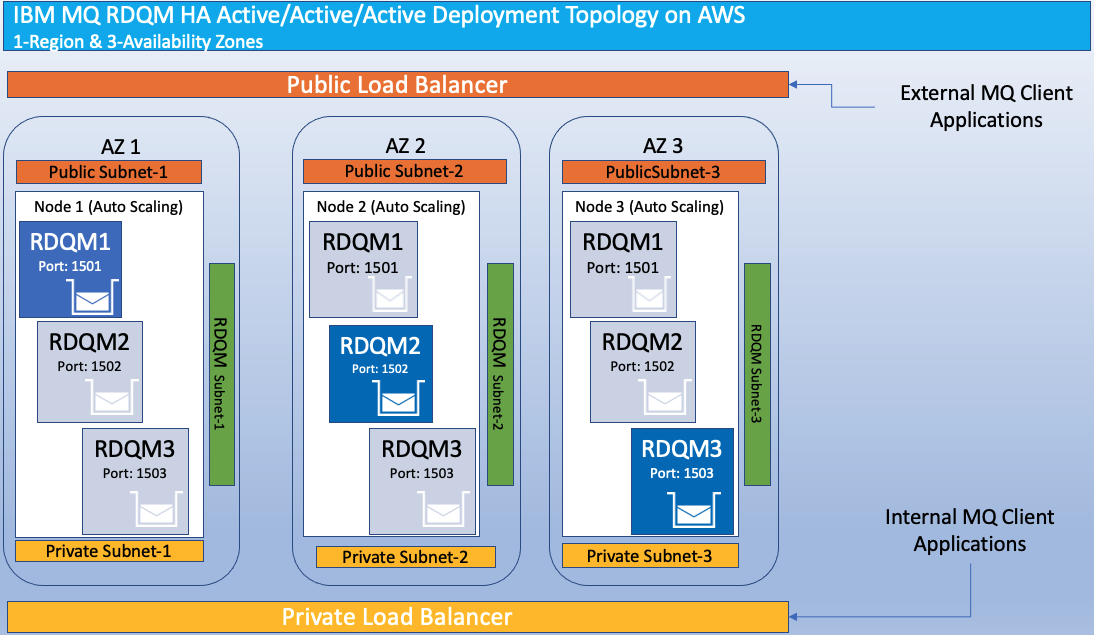 IBM MQ RDQM HA Active/Active/Active Deployment Topology on AWS
1-Region & 3-Availability Zones
Public Load Balancer
External MQ Client
Applications
AZ 1
Public Subnet-1
Node 1 (Auto Scaling)
RDQM1
Port: 1501
RDQM2
Port: 1502
RDQM3
Port: 1503
RDQM Subnet-1
Private Subnet-1
AZ 2
Public Subnet-2
Node 2 (Auto Scaling)
RDQM1
Port: 1501
RDQM2
Port: 1502
RDQM3
Port: 1503
RDQM Subnet-2
Private Subnet-2
AZ 3
PublicSubnet-3
Node 3 (Auto Scaling)
RDQM1
Port: 1501
RDQM2
Port: 1502
RDQM3
Port: 1503
RDQM Subnet-3
Private Subnet-3
Internal MQ Client
Applications
Private Load Balancer